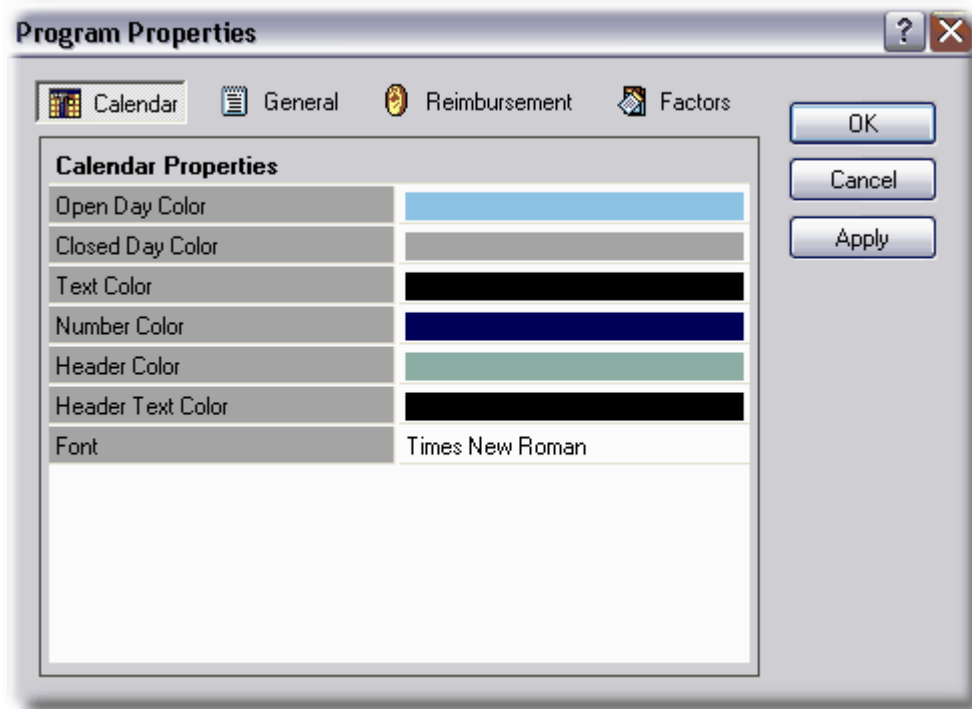 Program Properties
Calendar General Reimbursement Factors
OK
Cancel
Apply
Calendar Properties
Open Day Color
Closed Day Color
Text Color
Number Color
Header Color
Header Text Color
Font Times New Roman